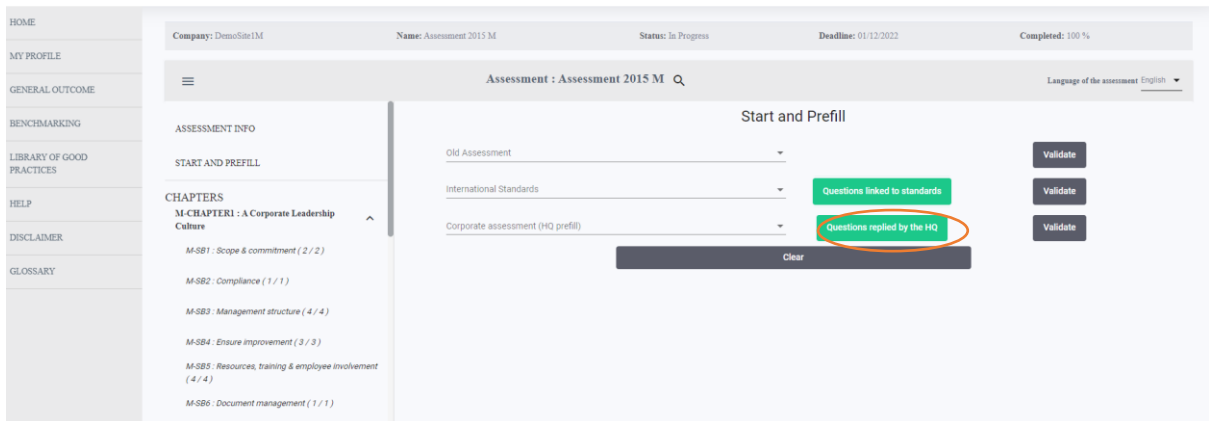 HOME
MY PROFILE
GENERAL OUTCOME
BENCHMARKING
LIBRARY OF GOOD
PRACTICES
HELP
DISCLAIMER
GLOSSARY
Company: DemoSite1M Name: Assessment 2015 M Status: In Progress Deadline: 01/12/2022 Completed: 100 %
Assessment : Assessment 2015 M Language of the assessment English
ASSESSMENT INFO
START AND PREFILL
CHAPTERS
M-CHAPTER1 : A Corporate Leadership
Culture
M-SB1 : Scope & commitment ( 2 / 2 )
M-SB2 : Compliance ( 1 / 1 )
M-SB3 : Management structure ( 4 / 4 )
M-SB4 : Ensure improvement ( 3 / 3 )
M-SB5 : Resources, training & employee involvement
( 4 / 4 )
M-SB6 : Document management ( 1 / 1 )
Start and Prefill
Old Assessment Validate
International Standards Questions linked to standards Validate
Corporate assessment (HQ prefill) Questions replied by the HQ Validate
Clear